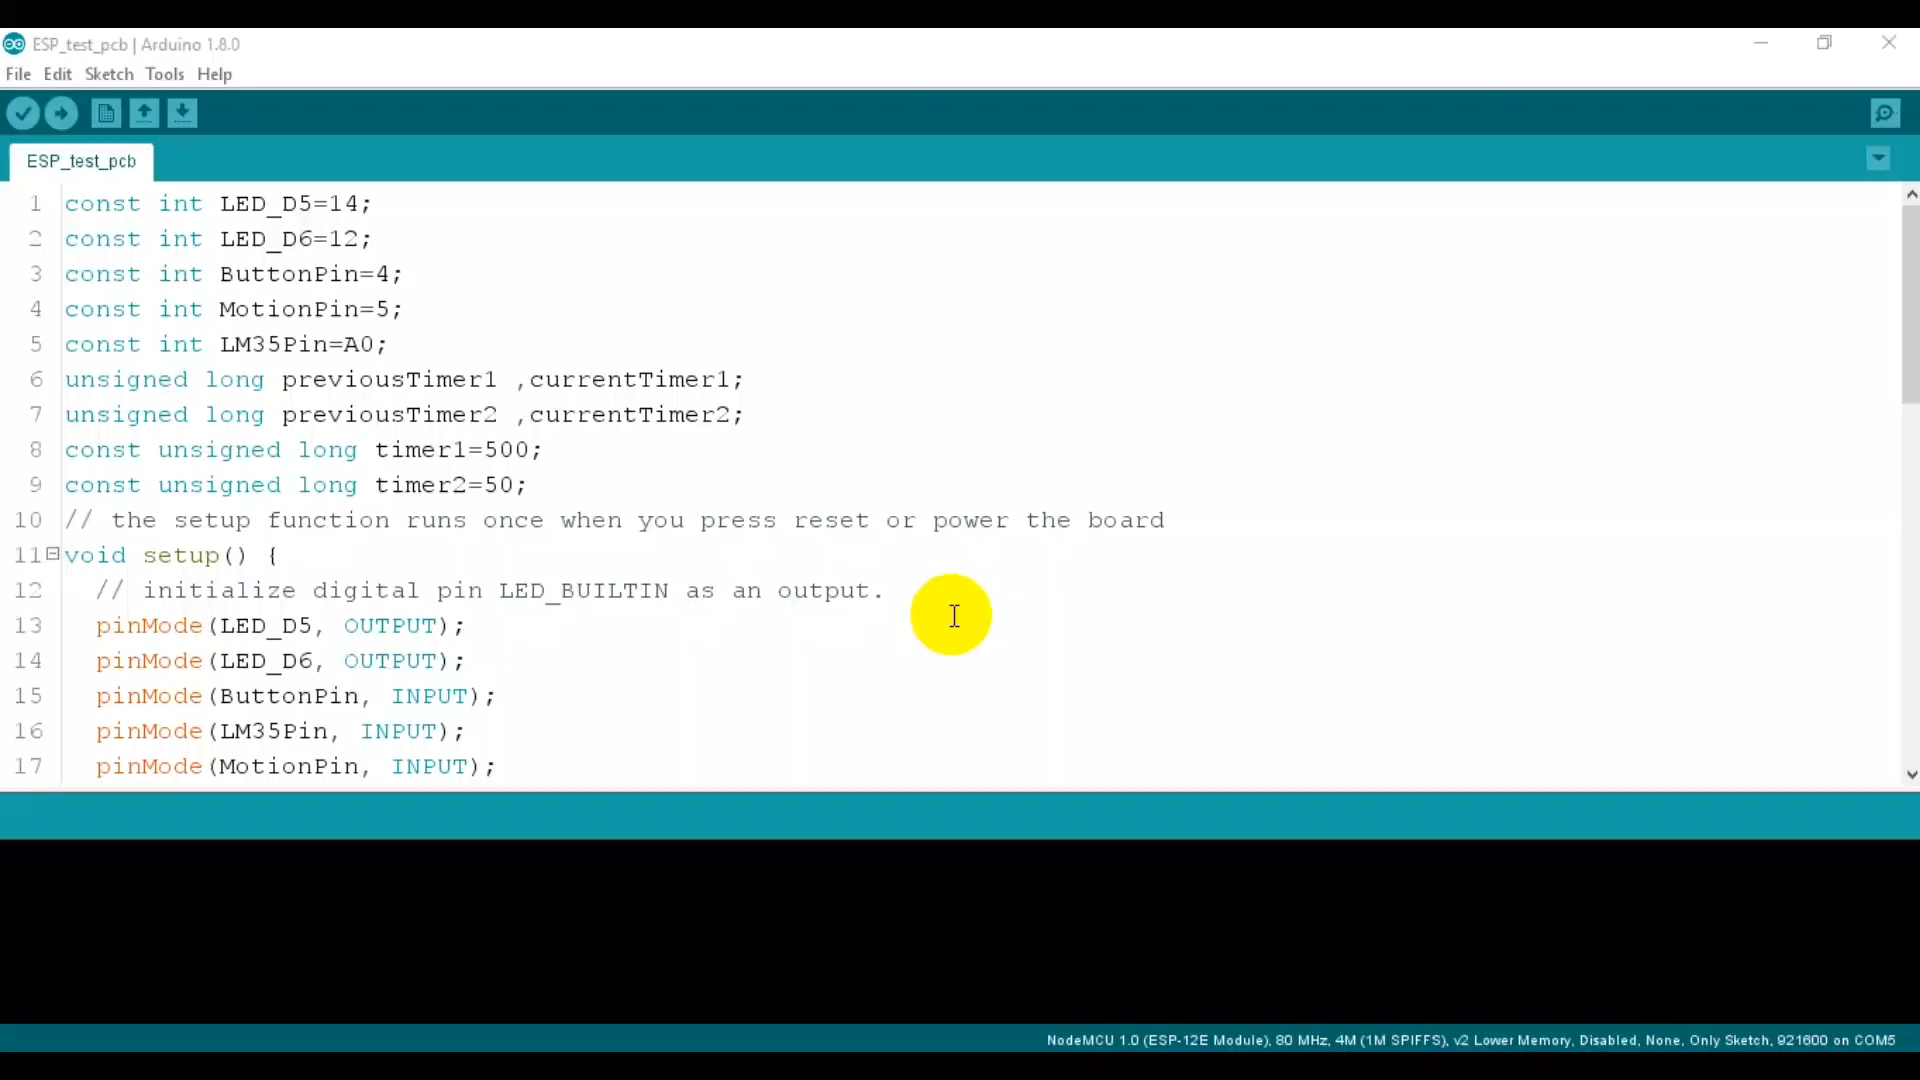 ESP_test_pcb | Arduino 1.8.0
File Edit Sketch Tools Help
ESP_test_pcb
1 const int LED_D5=14;
2 const int LED_D6=12;
3 const int ButtonPin=4;
4 const int MotionPin=5;
5 const int LM35Pin=A0;
6 unsigned long previousTimer1 ,currentTimer1;
7 unsigned long previousTimer2 ,currentTimer2;
8 const unsigned long timer1=500;
9 const unsigned long timer2=50;
10 // the setup function runs once when you press reset or power the board
11 void setup() {
12 // initialize digital pin LED_BUILTIN as an output.
13 pinMode(LED_D5, OUTPUT);
14 pinMode(LED_D6, OUTPUT);
15 pinMode(ButtonPin, INPUT);
16 pinMode(LM35Pin, INPUT);
17 pinMode(MotionPin, INPUT);
NodeMCU 1.0 (ESP-12E Module), 80 MHz, 4M (1M SPIFFS), v2 Lower Memory, Disabled, None, Only Sketch, 921600 on COM5